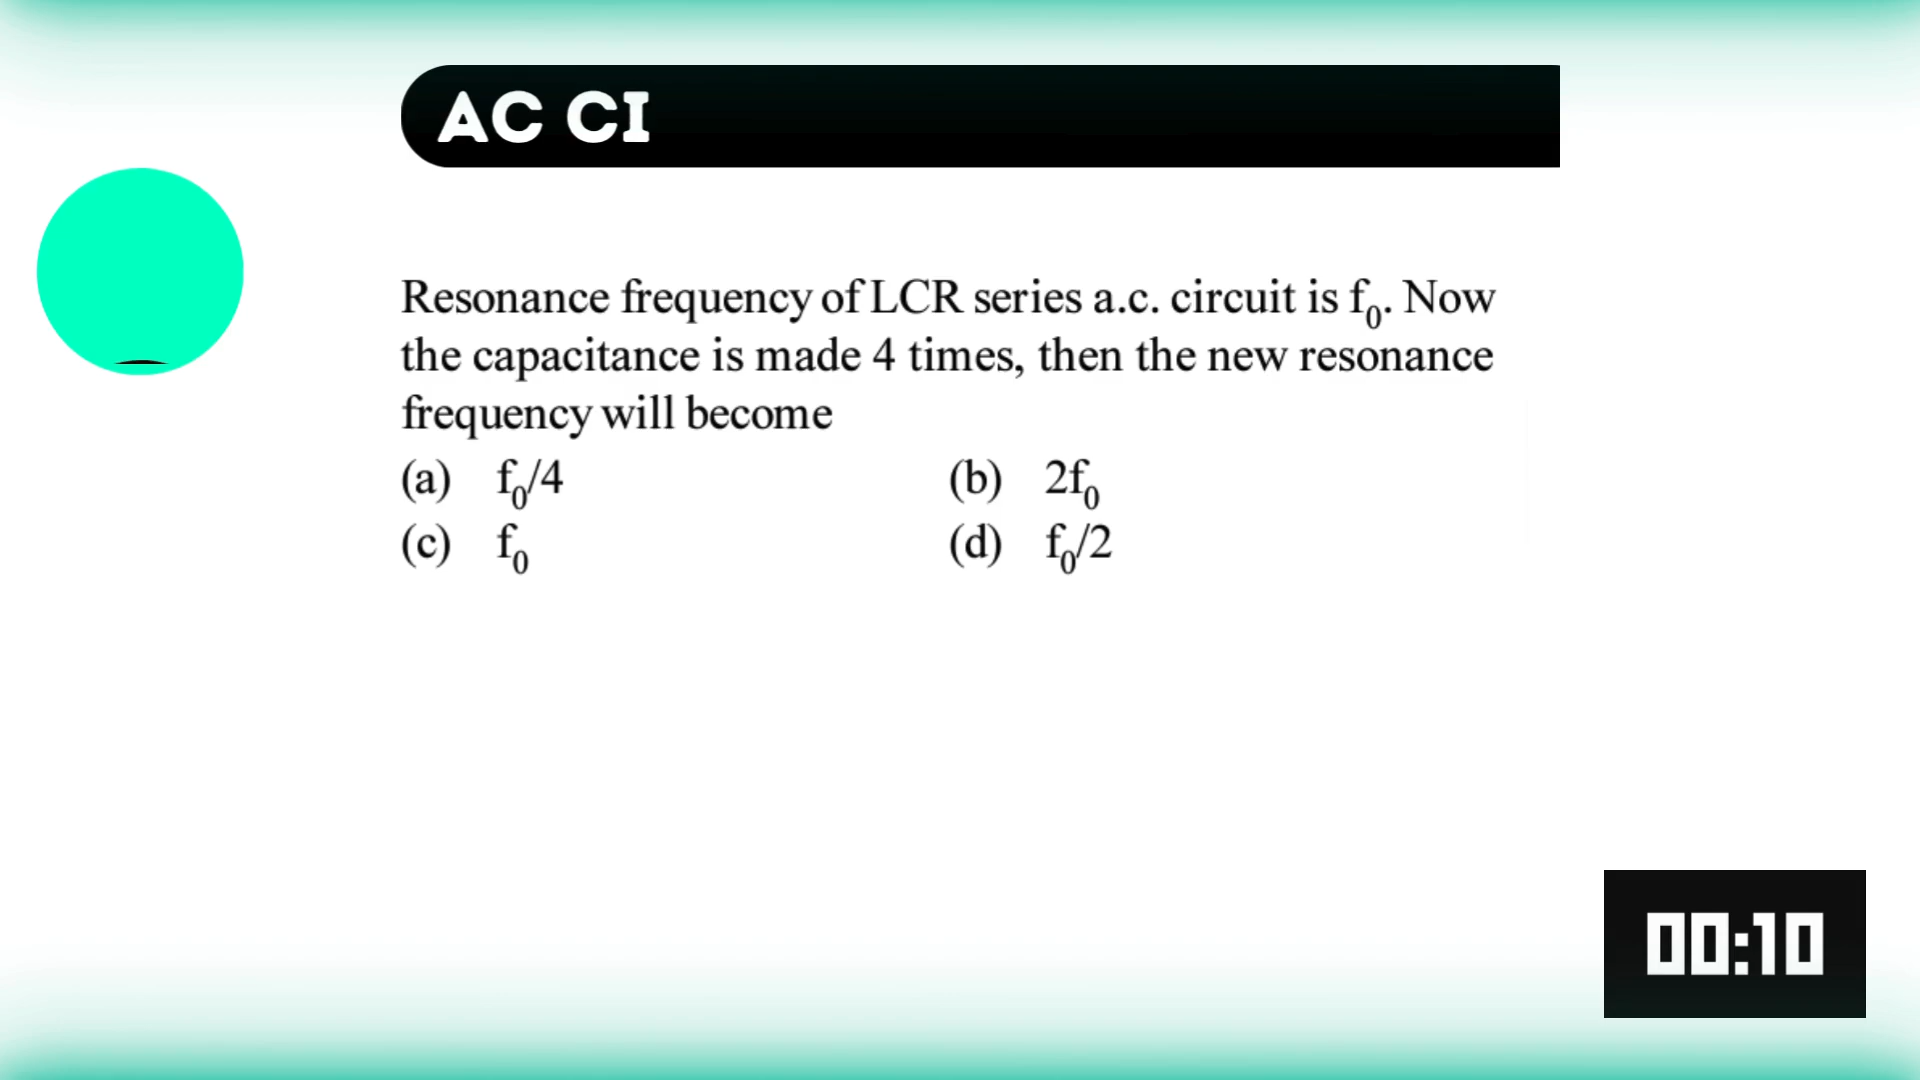 AC CI
Resonance frequency of LCR series a.c. circuit is f₀. Now
the capacitance is made 4 times, then the new resonance
frequency will become
(a) f₀/4 (b) 2f₀
(c) f₀ (d) f₀/2
00:10